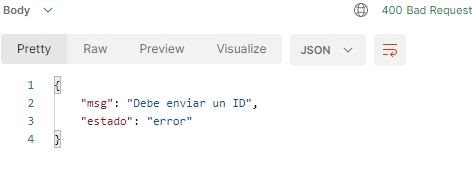 Body
400 Bad Request
Pretty Raw Preview Visualize JSON
1 {
2 "msg": "Debe enviar un ID",
3 "estado": "error"
4 }